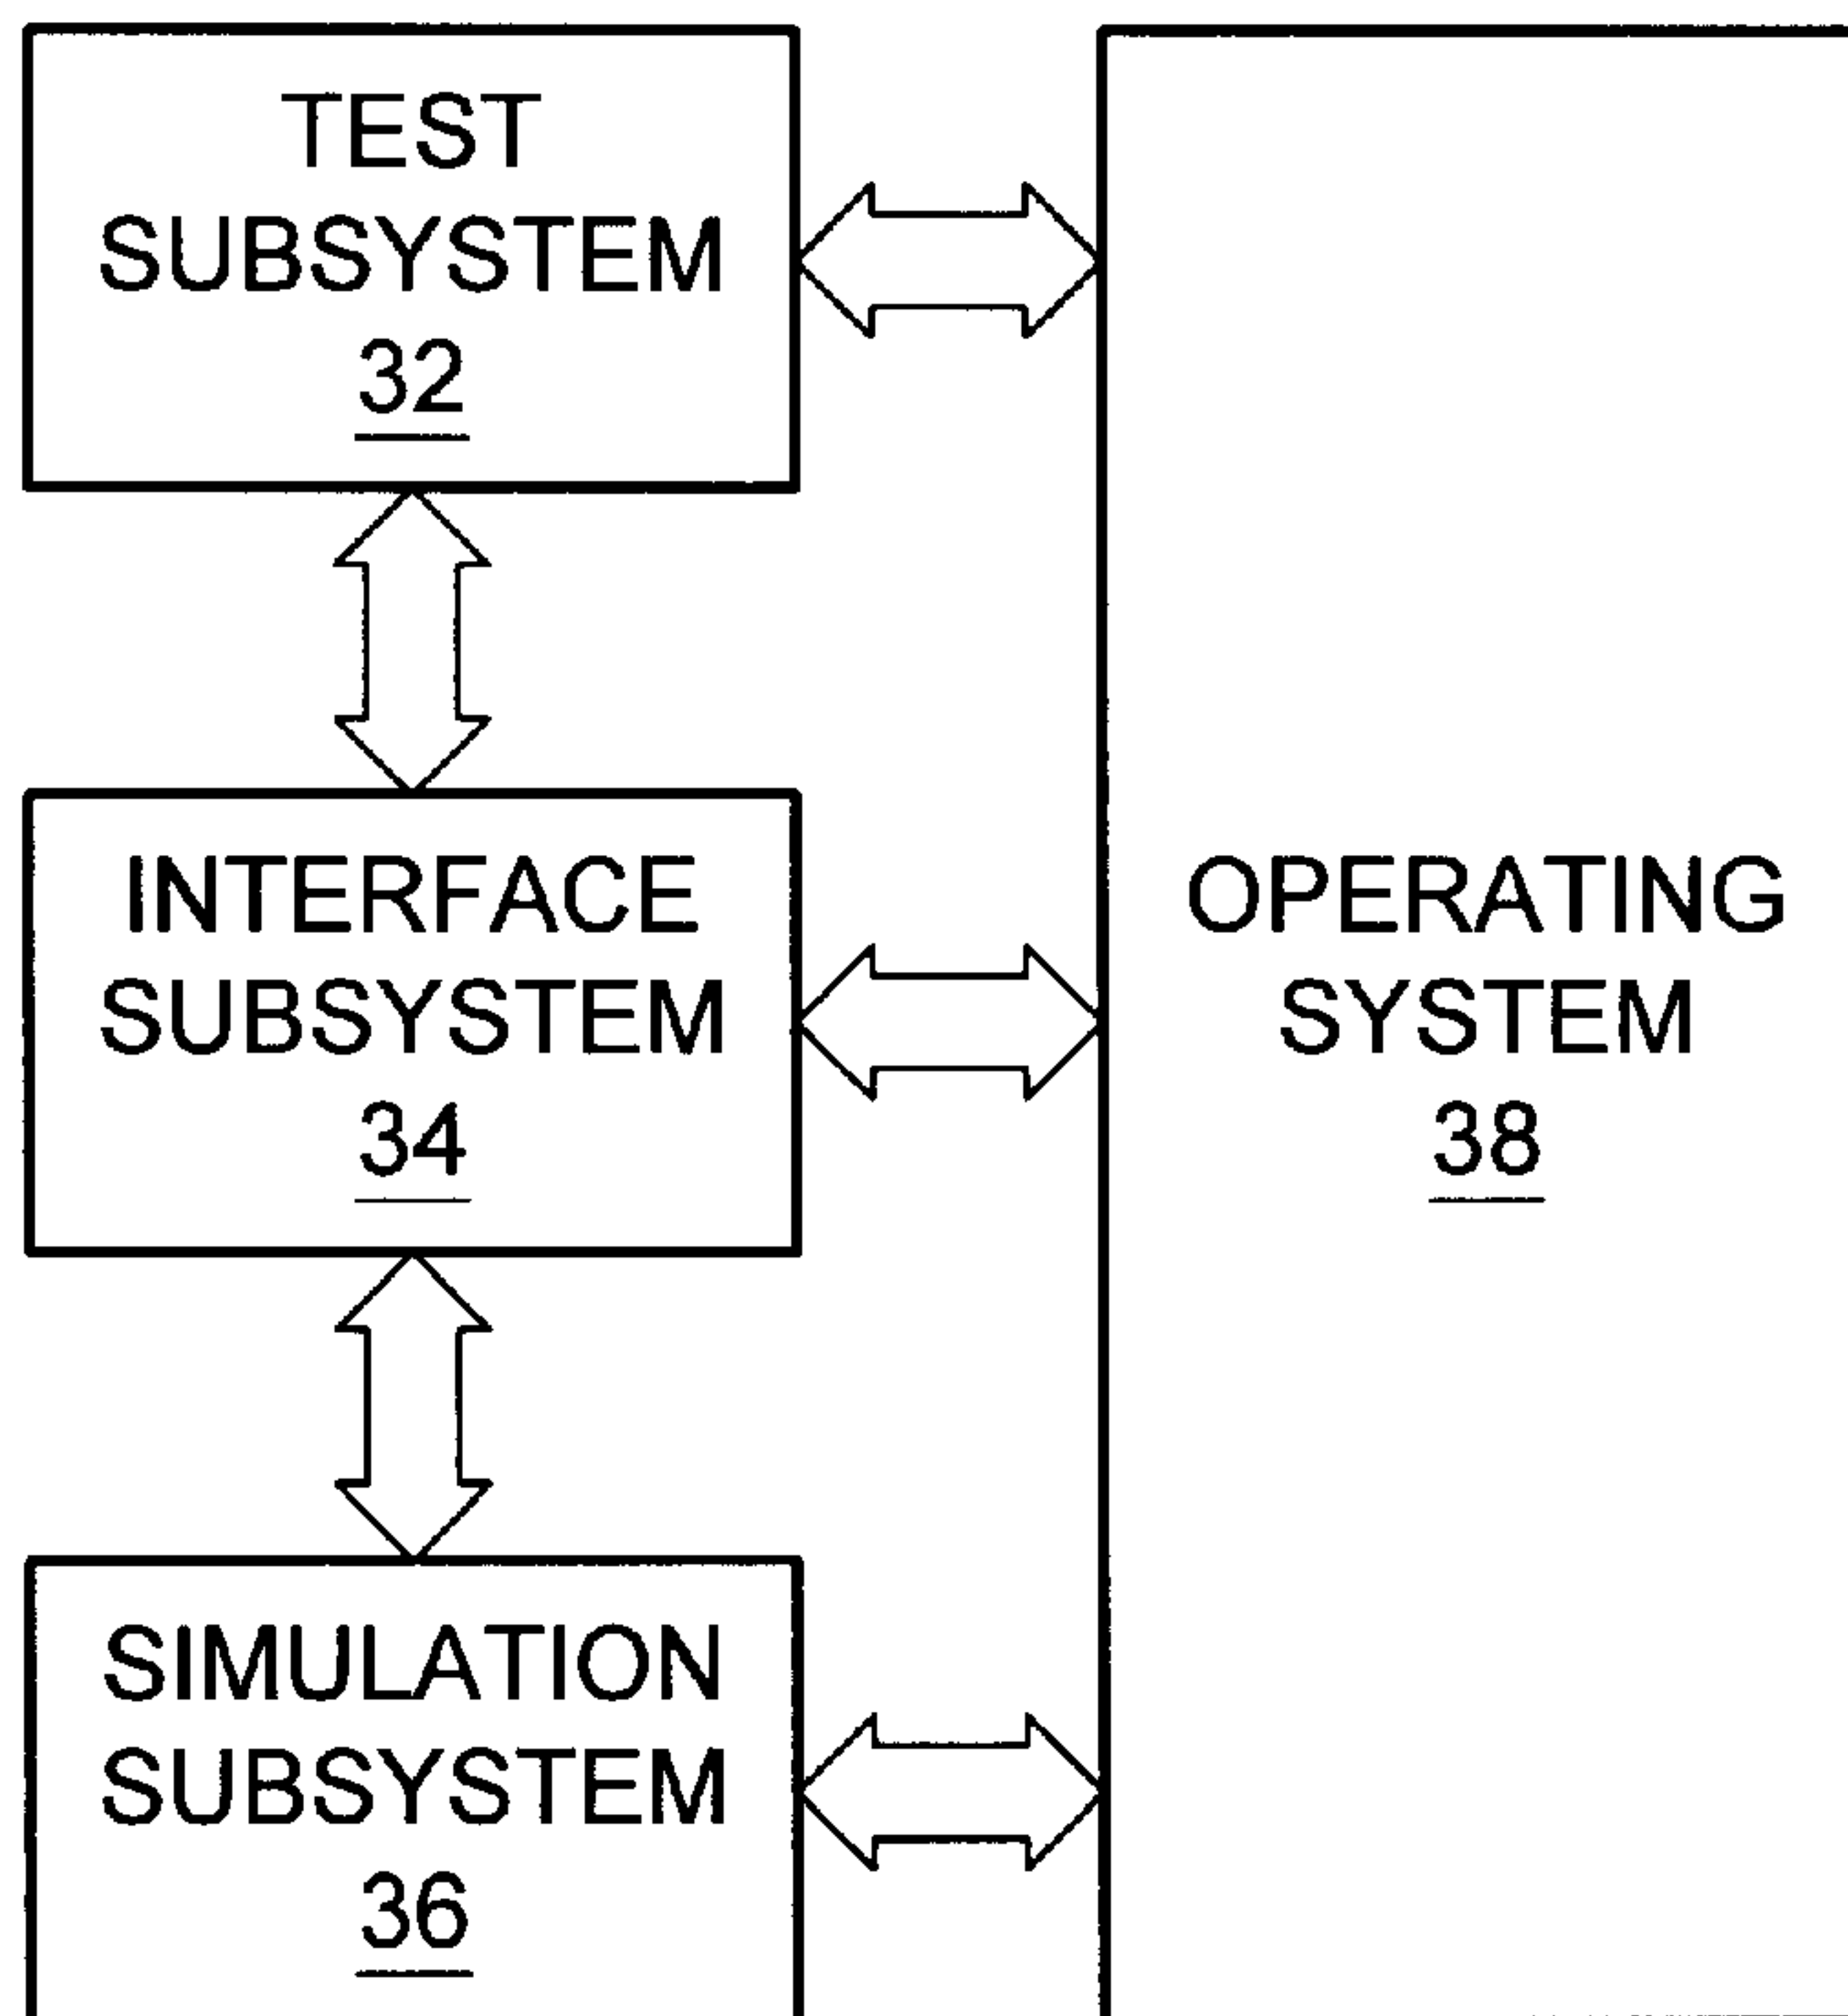 TEST
SUBSYSTEM
32
INTERFACE
SUBSYSTEM
34
OPERATING
SYSTEM
38
SIMULATION
SUBSYSTEM
36